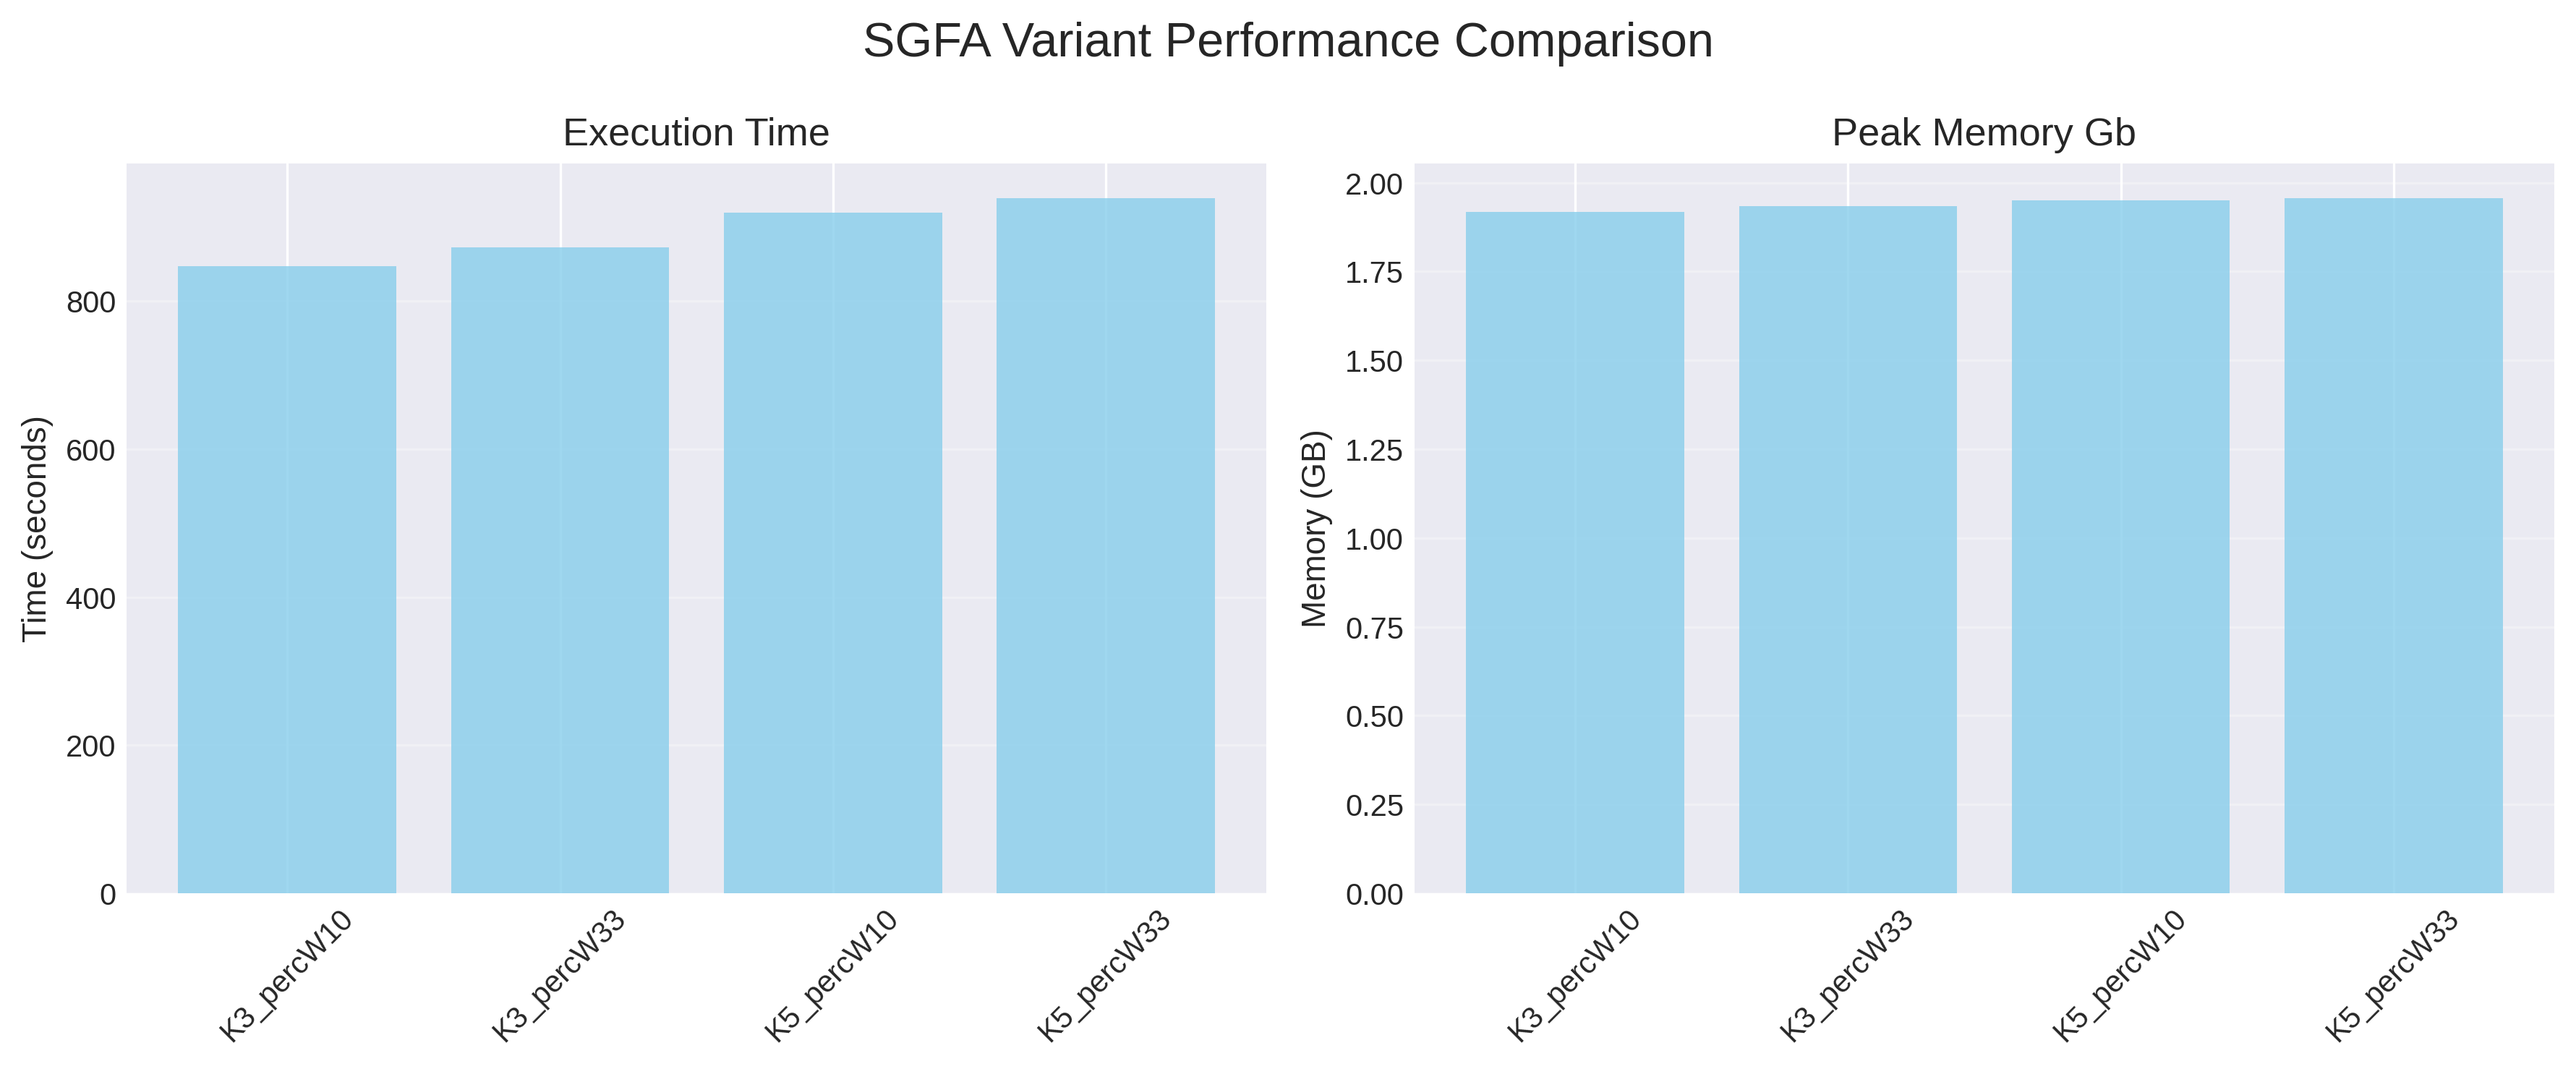 SGFA Variant Performance Comparison
Execution Time
Time (seconds)
800
600
400
200
0
K3_percW10
K3_percW33
K5_percW10
K5_percW33
Peak Memory Gb
Memory (GB)
2.00
1.75
1.50
1.25
1.00
0.75
0.50
0.25
0.00
K3_percW10
K3_percW33
K5_percW10
K5_percW33